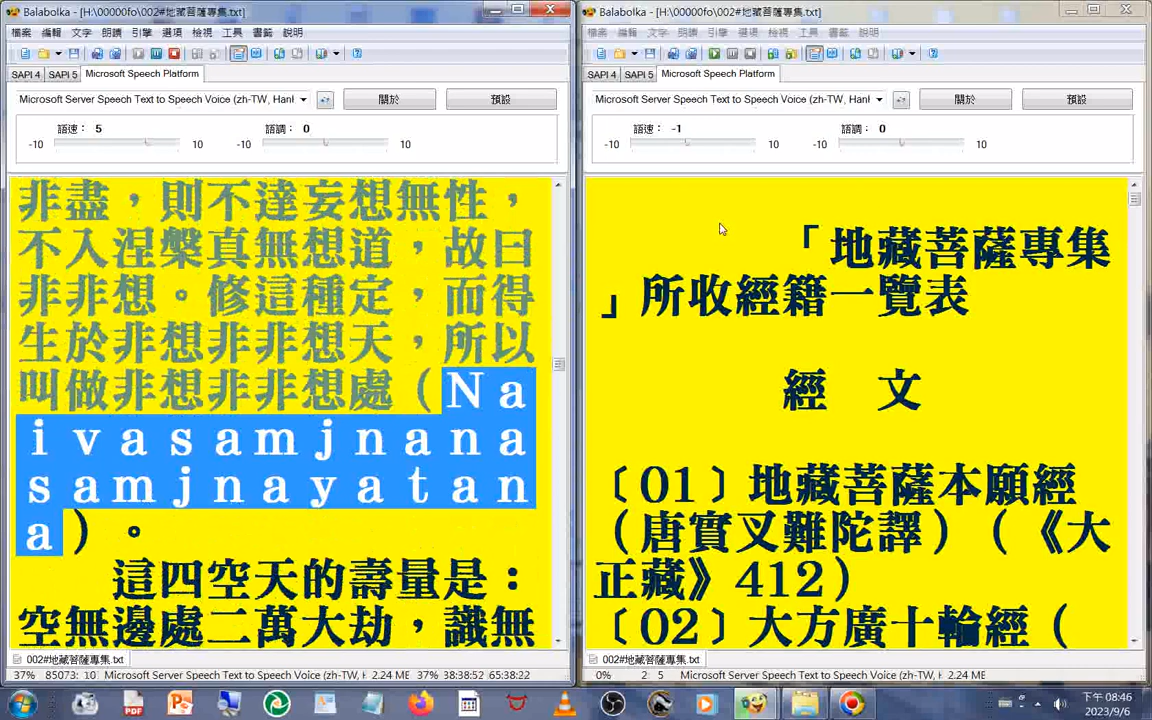 Balabolka - [H:\00000fo\002#地藏菩薩專集.txt]
檔案 編輯 文字 朗讀 引擎 選項 檢視 工具 書籤 說明
SAPI 4 SAPI 5 Microsoft Speech Platform
Microsoft Server Speech Text to Speech Voice (zh-TW, Hanl
關於
預設
語速： 5
語調： 0
-10 10 -10 10
非盡，則不達妄想無性，
不入涅槃真無想道，故曰
非非想。修這種定，而得
生於非想非非想天，所以
叫做非想非非想處（Ｎａ
ｉｖａｓａｍｊｎａｎａ
ｓａｍｊｎａｙａｔａｎ
ａ）。
這四空天的壽量是：
空無邊處二萬大劫，識無
002#地藏菩薩專集.txt
37% 85073: 10 Microsoft Server Speech Text to Speech Voice (zh-TW, H 2.24 MB 37% 38:38:52 65:38:22
Balabolka - [H:\00000fo\002#地藏菩薩專集.txt]
檔案 編輯 文字 朗讀 引擎 選項 檢視 工具 書籤 說明
SAPI 4 SAPI 5 Microsoft Speech Platform
Microsoft Server Speech Text to Speech Voice (zh-TW, Hanl
關於
預設
語速： -1
語調： 0
-10 10 -10 10
「地藏菩薩專集
」所收經籍一覽表
經　文
〔01〕地藏菩薩本願經
（唐實叉難陀譯）（《大
正藏》412）
〔02〕大方廣十輪經（
002#地藏菩薩專集.txt
0% 2: 5 Microsoft Server Speech Text to Speech Voice (zh-TW, Hanl 2.24 MB
下午 08:46
2023/9/6